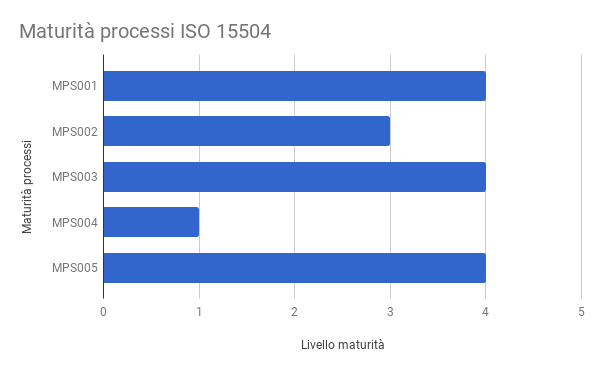 Maturità processi ISO 15504
Maturità processi
MPS001
MPS002
MPS003
MPS004
MPS005
0 1 2 3 4 5
Livello maturità